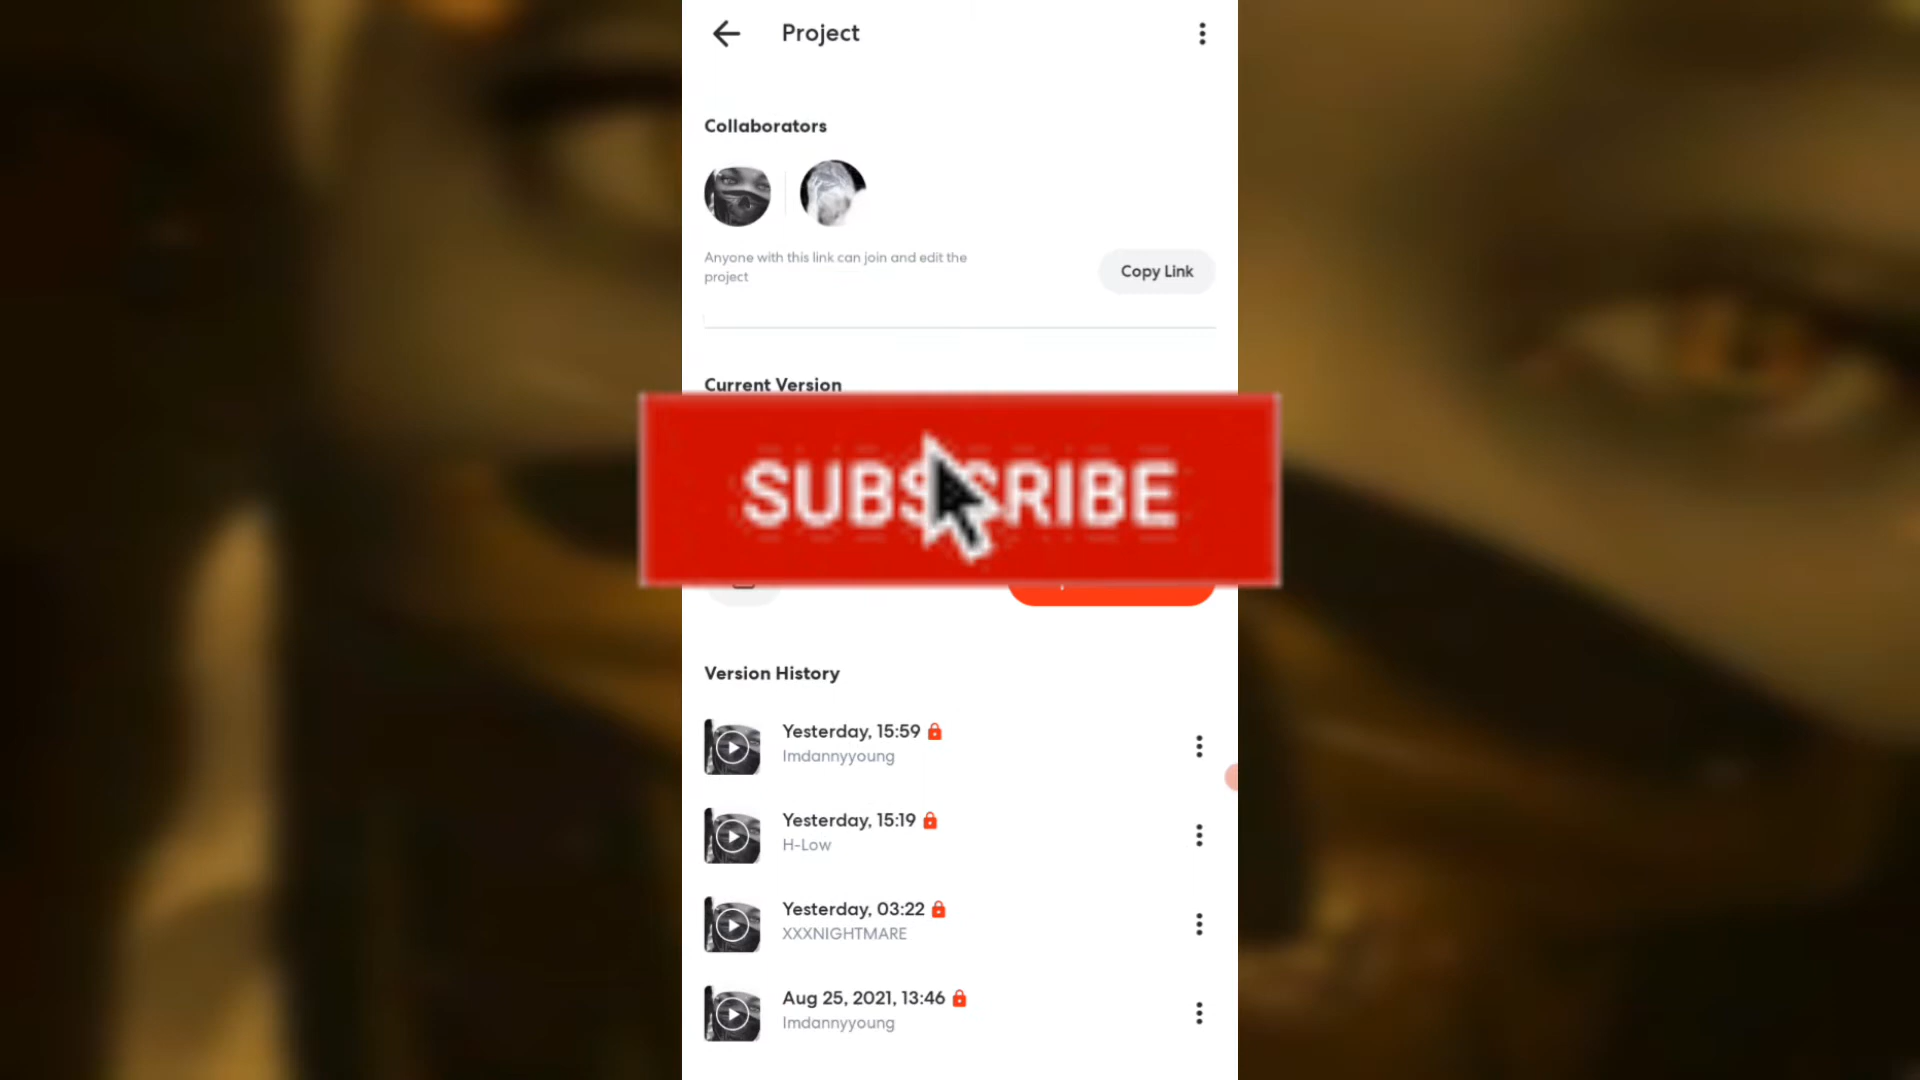 Project
Collaborators
Anyone with this link can join and edit the
project
Copy Link
Current Version
SUBSCRIBE
Version History
Yesterday, 15:59
Imdannyyoung
Yesterday, 15:19
H-Low
Yesterday, 03:22
XXXNIGHTMARE
Aug 25, 2021, 13:46
Imdannyyoung